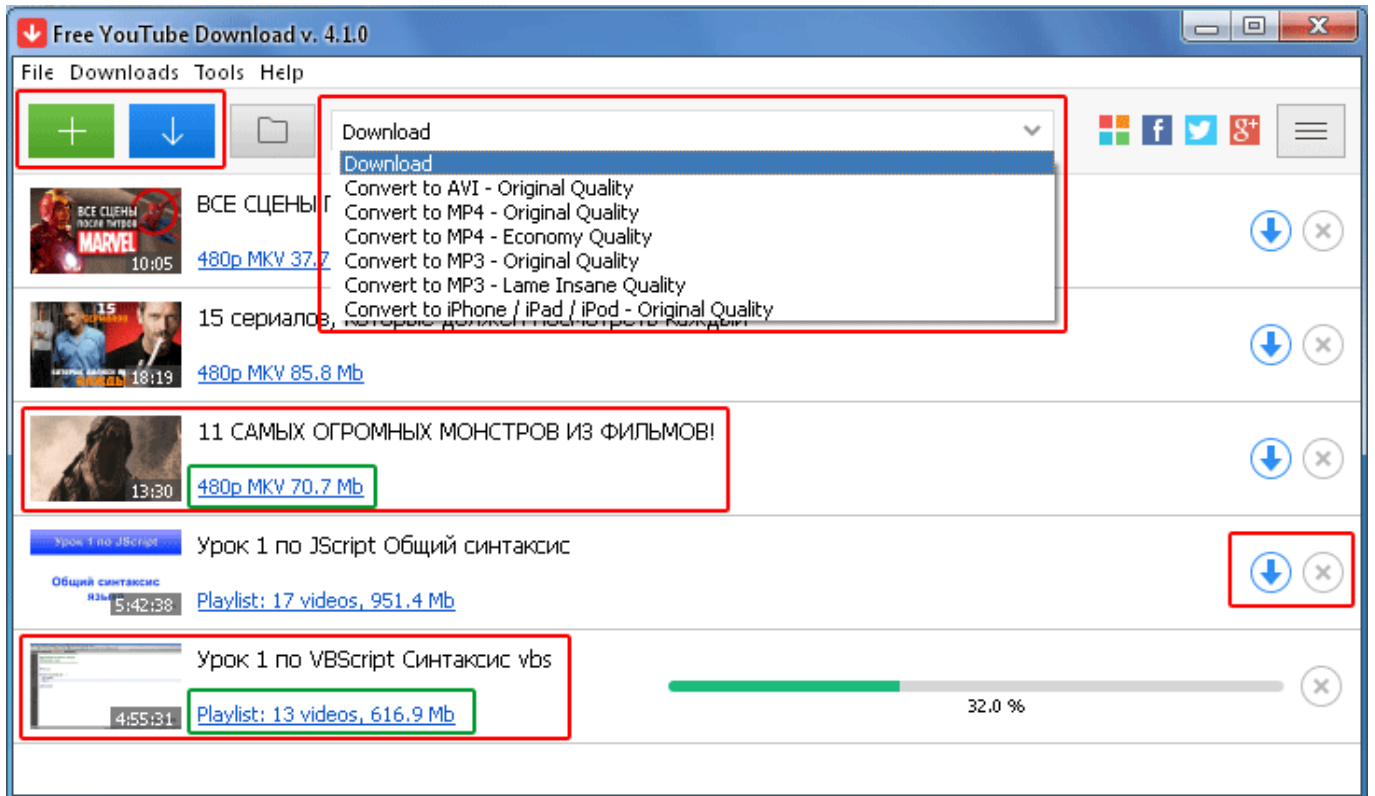 Free YouTube Download v. 4.1.0
File Downloads Tools Help
Download
Download
Convert to AVI - Original Quality
Convert to MP4 - Original Quality
Convert to MP4 - Economy Quality
Convert to MP3 - Original Quality
Convert to MP3 - Lame Insane Quality
Convert to iPhone / iPad / iPod - Original Quality
f
g+
ВСЕ СЦЕНЫ
после титров
MARVEL
10:05
ВСЕ СЦЕНЫ
480p MKV 37.7
15
18:19
15 сериалов, которые должен посмотреть каждый
480p MKV 85.8 Mb
13:30
11 САМЫХ ОГРОМНЫХ МОНСТРОВ ИЗ ФИЛЬМОВ!
480p MKV 70.7 Mb
Урок 1 по JScript
Общий синтаксис
5:42:38
Урок 1 по JScript Общий синтаксис
Playlist: 17 videos, 951.4 Mb
4:55:31
Урок 1 по VBScript Синтаксис vbs
Playlist: 13 videos, 616.9 Mb
32.0 %